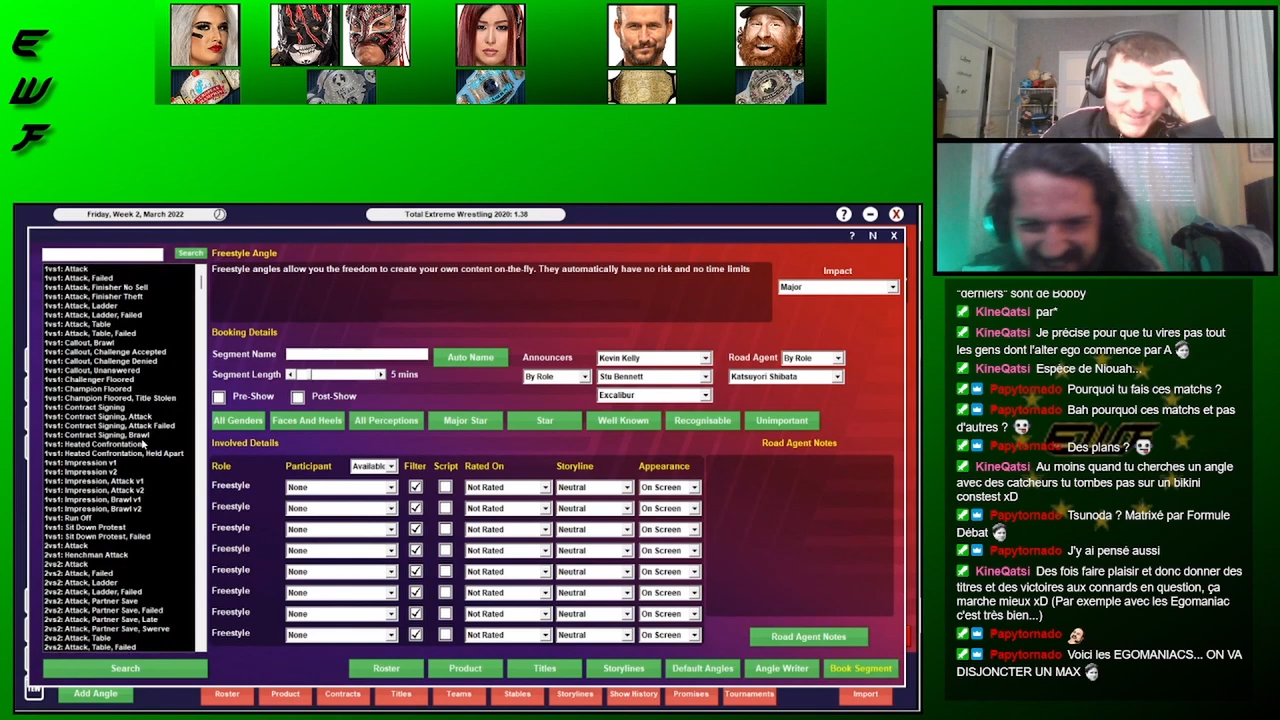 E
W
F
Friday, Week 2, March 2022
Total Extreme Wrestling 2020: 1.38
? N X
Search
Freestyle Angle
Freestyle angles allow you the freedom to create your own content on-the-fly. They automatically have no risk and no time limits
Impact
Major
1vs1: Attack
1vs1: Attack, Failed
1vs1: Attack, Finisher No Sell
1vs1: Attack, Finisher Theft
1vs1: Attack, Ladder
1vs1: Attack, Ladder, Failed
1vs1: Attack, Table
1vs1: Attack, Table, Failed
1vs1: Callout, Brawl
1vs1: Callout, Challenge Accepted
1vs1: Callout, Challenge Denied
1vs1: Callout, Unanswered
1vs1: Challenger Floored
1vs1: Champion Floored
1vs1: Champion Floored, Title Stolen
1vs1: Contract Signing
1vs1: Contract Signing, Attack
1vs1: Contract Signing, Attack Failed
1vs1: Contract Signing, Brawl
1vs1: Heated Confrontation
1vs1: Heated Confrontation, Held Apart
1vs1: Impression v1
1vs1: Impression v2
1vs1: Impression, Attack v1
1vs1: Impression, Attack v2
1vs1: Impression, Brawl v1
1vs1: Impression, Brawl v2
1vs1: Run Off
1vs1: Sit Down Protest
1vs1: Sit Down Protest, Failed
2vs1: Attack
2vs1: Henchman Attack
2vs2: Attack
2vs2: Attack, Failed
2vs2: Attack, Ladder
2vs2: Attack, Ladder, Failed
2vs2: Attack, Partner Save
2vs2: Attack, Partner Save, Failed
2vs2: Attack, Partner Save, Late
2vs2: Attack, Partner Save, Swerve
2vs2: Attack, Table
2vs2: Attack, Table, Failed
Search
Booking Details
Segment Name
Auto Name
Announcers
Kevin Kelly
Road Agent
By Role
Segment Length
5 mins
By Role
Stu Bennett
Katsuyori Shibata
Excalibur
Pre-Show
Post-Show
All Genders
Faces And Heels
All Perceptions
Major Star
Star
Well Known
Recognisable
Unimportant
Involved Details
Road Agent Notes
Role Participant Available Filter Script Rated On Storyline Appearance
Freestyle None Not Rated Neutral On Screen
Freestyle None Not Rated Neutral On Screen
Freestyle None Not Rated Neutral On Screen
Freestyle None Not Rated Neutral On Screen
Freestyle None Not Rated Neutral On Screen
Freestyle None Not Rated Neutral On Screen
Freestyle None Not Rated Neutral On Screen
Freestyle None Not Rated Neutral On Screen
Road Agent Notes
Roster
Product
Titles
Storylines
Default Angles
Angle Writer
Book Segment
Add Angle
Roster
Product
Contracts
Titles
Teams
Stables
Storylines
Show History
Promises
Tournaments
Import
"derniers" sont de Bobby
KineQatsi par*
KineQatsi Je précise pour que tu vires pas tout
les gens dont l'alter ego commence par A
KineQatsi Espèce de Niouah...
Papytornado Pourquoi tu fais ces matchs ?
Papytornado Bah pourquoi ces matchs et pas
d'autres ?
Papytornado Des plans ?
KineQatsi Au moins quand tu cherches un angle
avec des catcheurs tu tombes pas sur un bikini
constest xD
Papytornado Tsunoda ? Matrixé par Formule
Débat
Papytornado J'y ai pensé aussi
KineQatsi Des fois faire plaisir et donc donner des
titres et des victoires aux connards en question, ça
marche mieux xD (Par exemple avec les Egomaniac
c'est très bien...)
Papytornado
Papytornado Voici les EGOMANIACS... ON VA
DISJONCTER UN MAX